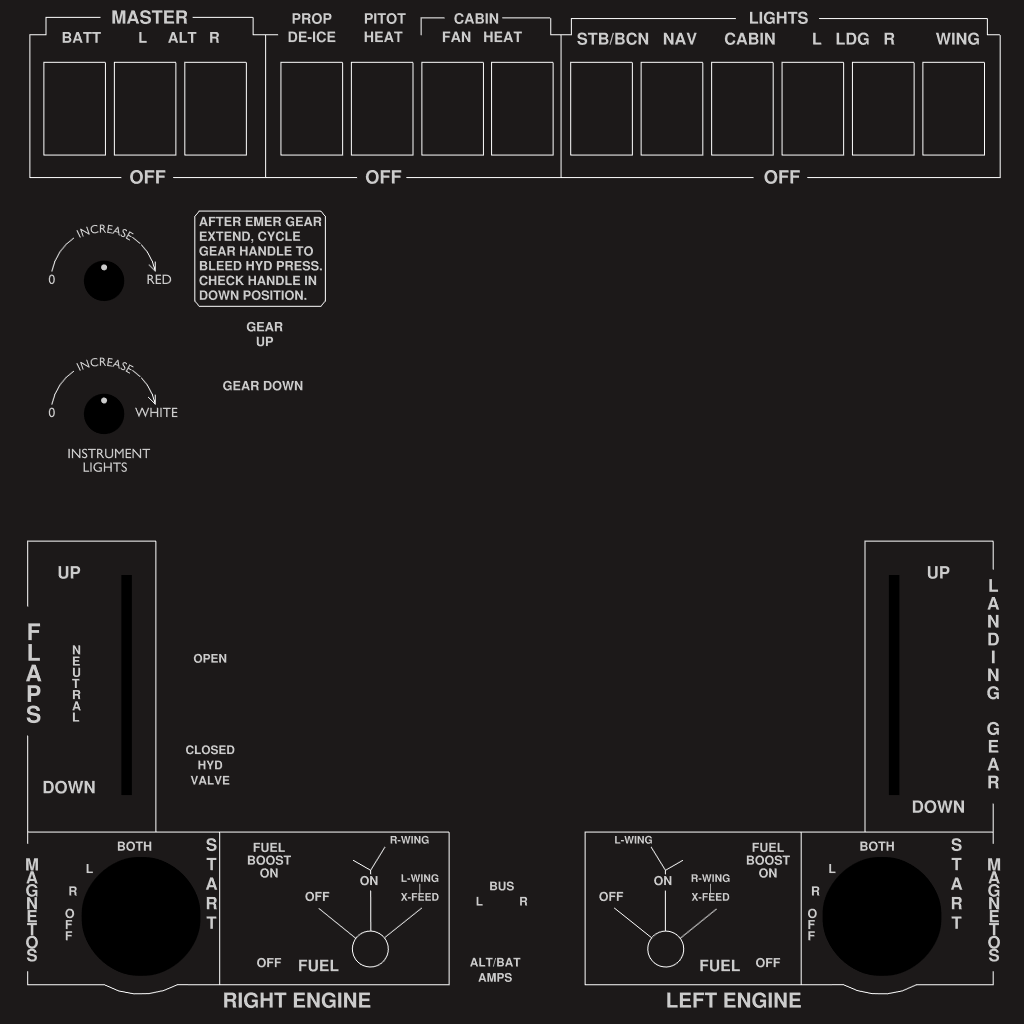 MASTER
BATT L ALT R
OFF
PROP
DE-ICE
PITOT
HEAT
CABIN
FAN HEAT
OFF
LIGHTS
STB/BCN NAV CABIN L LDG R WING
OFF
INCREASE
0 RED
AFTER EMER GEAR
EXTEND, CYCLE
GEAR HANDLE TO
BLEED HYD PRESS.
CHECK HANDLE IN
DOWN POSITION.
GEAR
UP
GEAR DOWN
INCREASE
0 WHITE
INSTRUMENT
LIGHTS
UP
FLAPS
NEUTRAL
DOWN
OPEN
CLOSED
HYD
VALVE
UP
LANDING GEAR
DOWN
MAGNETOS
BOTH
L
R
OFF
START
FUEL
BOOST
ON
OFF
R-WING
ON
L-WING
X-FEED
OFF
FUEL
RIGHT ENGINE
BUS
L R
ALT/BAT
AMPS
L-WING
ON
R-WING
X-FEED
OFF
FUEL
FUEL
BOOST
ON
OFF
BOTH
L
R
OFF
START
MAGNETOS
LEFT ENGINE